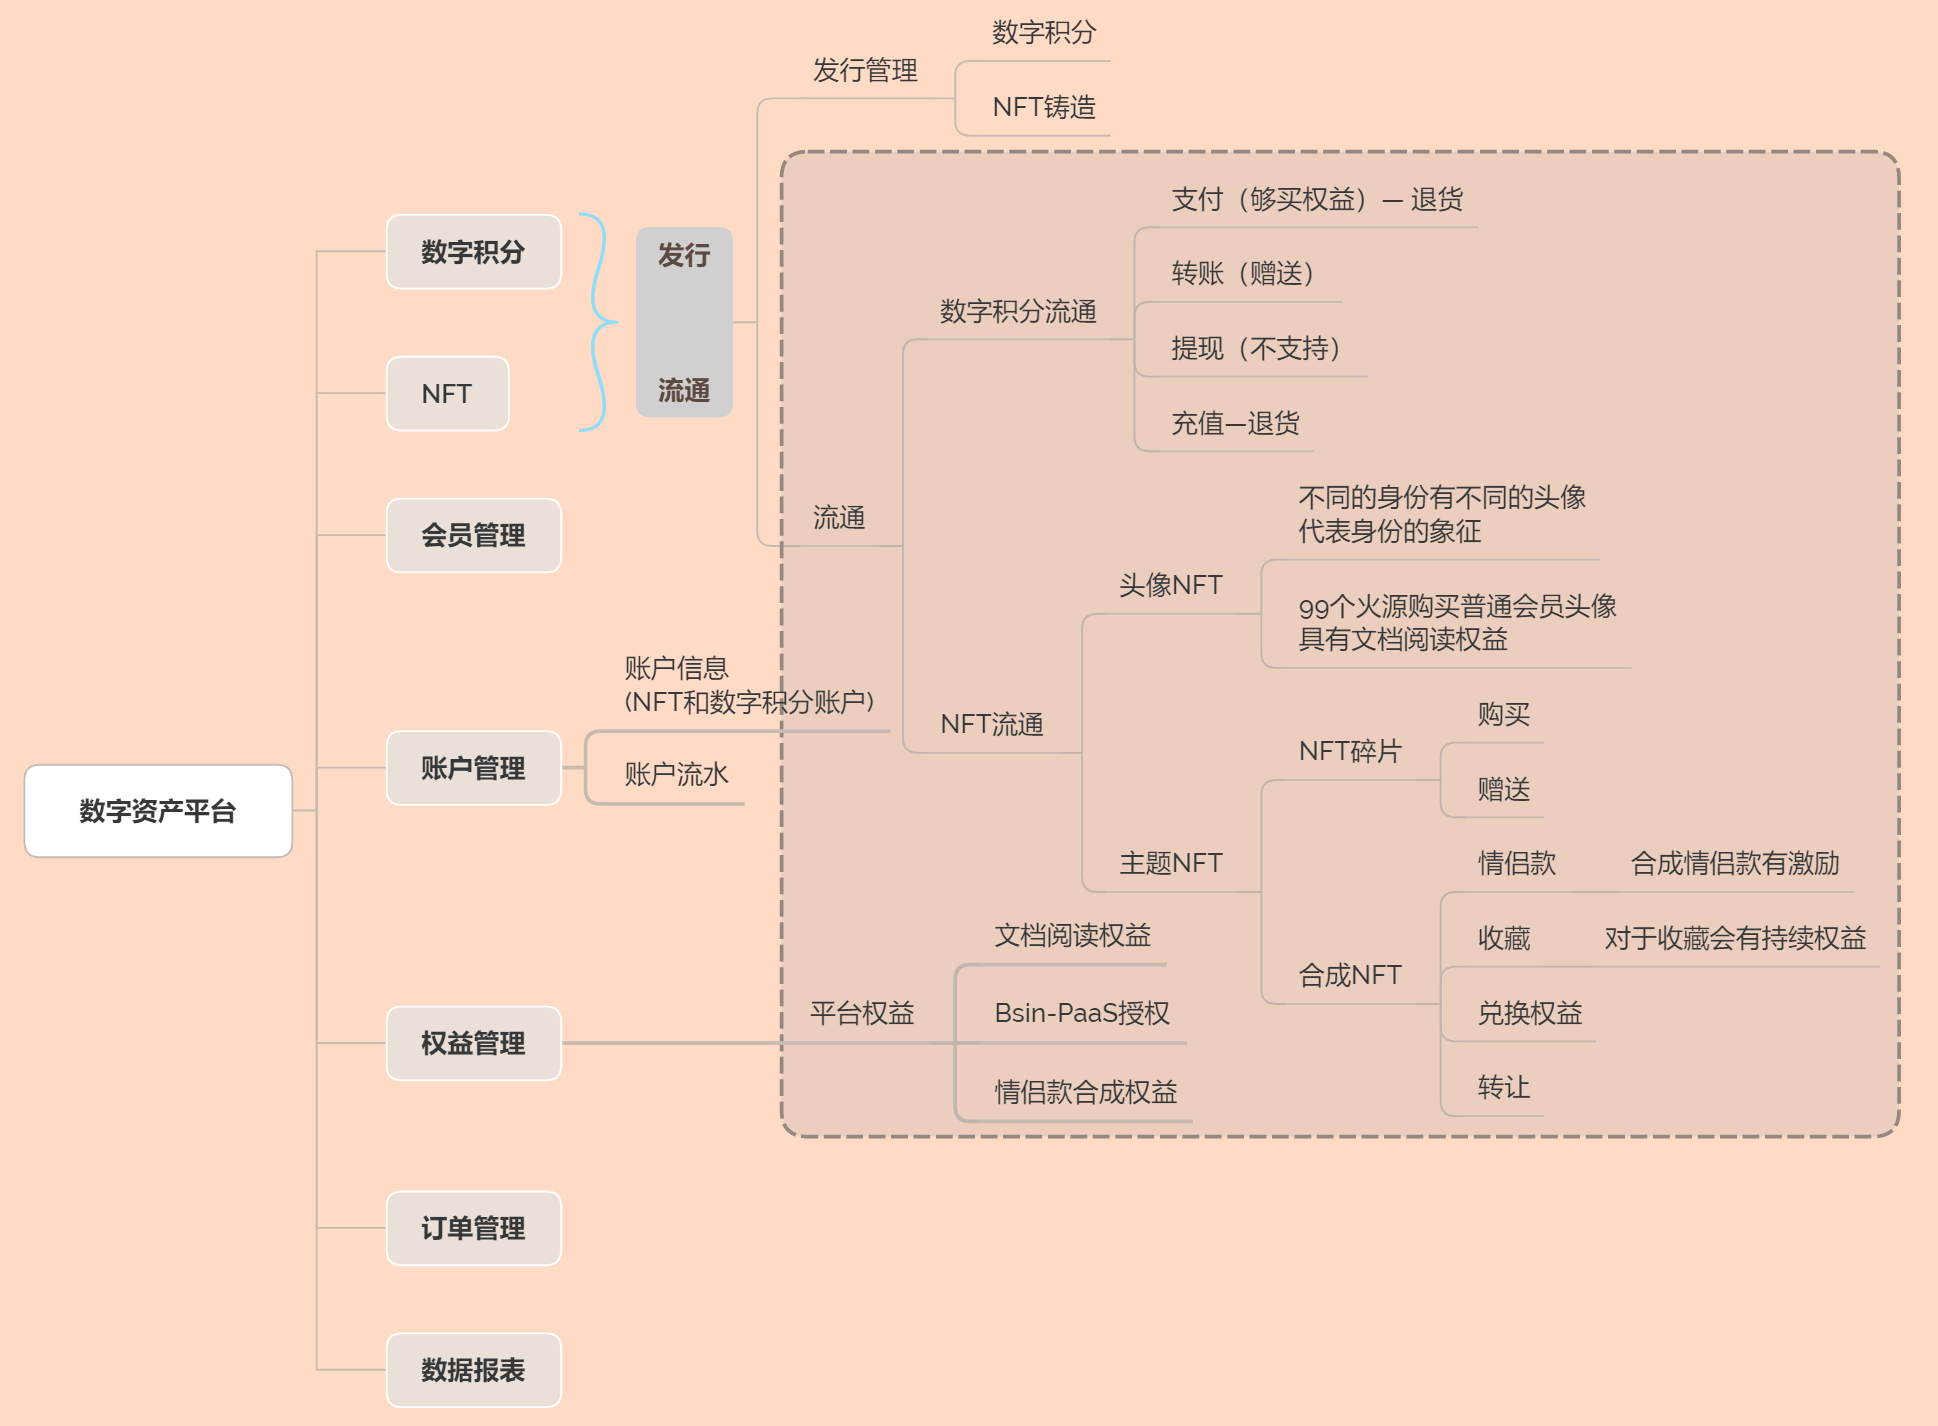 数字资产平台
数字积分
NFT
发行
流通
发行管理
数字积分
NFT铸造
流通
数字积分流通
支付（够买权益）— 退货
转账（赠送）
提现（不支持）
充值—退货
NFT流通
头像NFT
不同的身份有不同的头像
代表身份的象征
99个火源购买普通会员头像
具有文档阅读权益
主题NFT
NFT碎片
购买
赠送
合成NFT
情侣款
合成情侣款有激励
收藏
对于收藏会有持续权益
兑换权益
转让
会员管理
账户管理
账户信息
(NFT和数字积分账户)
账户流水
权益管理
平台权益
文档阅读权益
Bsin-PaaS授权
情侣款合成权益
订单管理
数据报表